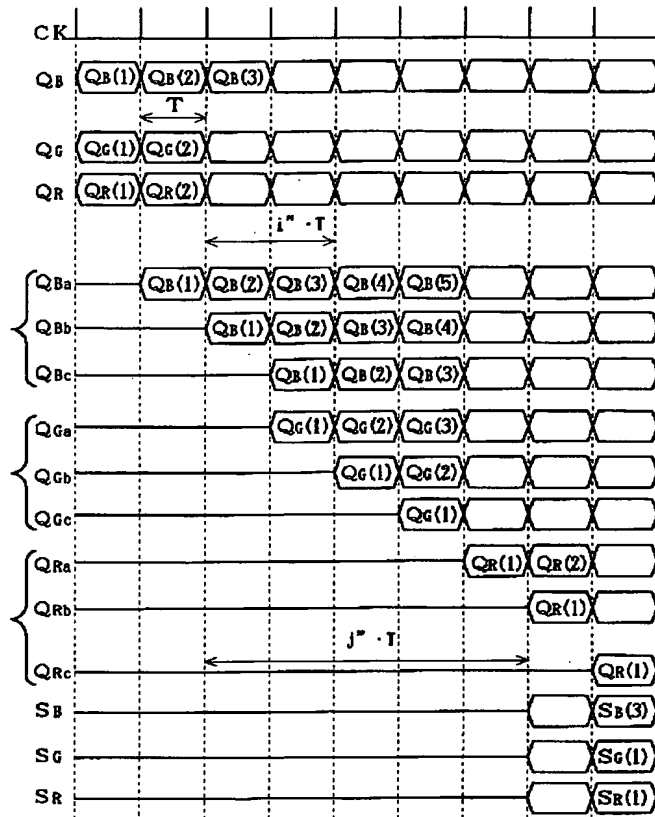 CK
QB QB(1) QB(2) QB(3)
T
QG QG(1) QG(2)
QR QR(1) QR(2)
i" · T
QBa QB(1) QB(2) QB(3) QB(4) QB(5)
QBb QB(1) QB(2) QB(3) QB(4)
QBc QB(1) QB(2) QB(3)
QGa QG(1) QG(2) QG(3)
QGb QG(1) QG(2)
QGc QG(1)
QRa QR(1) QR(2)
QRb QR(1)
j" · T
QRc QR(1)
SB SB(3)
SG SG(1)
SR SR(1)